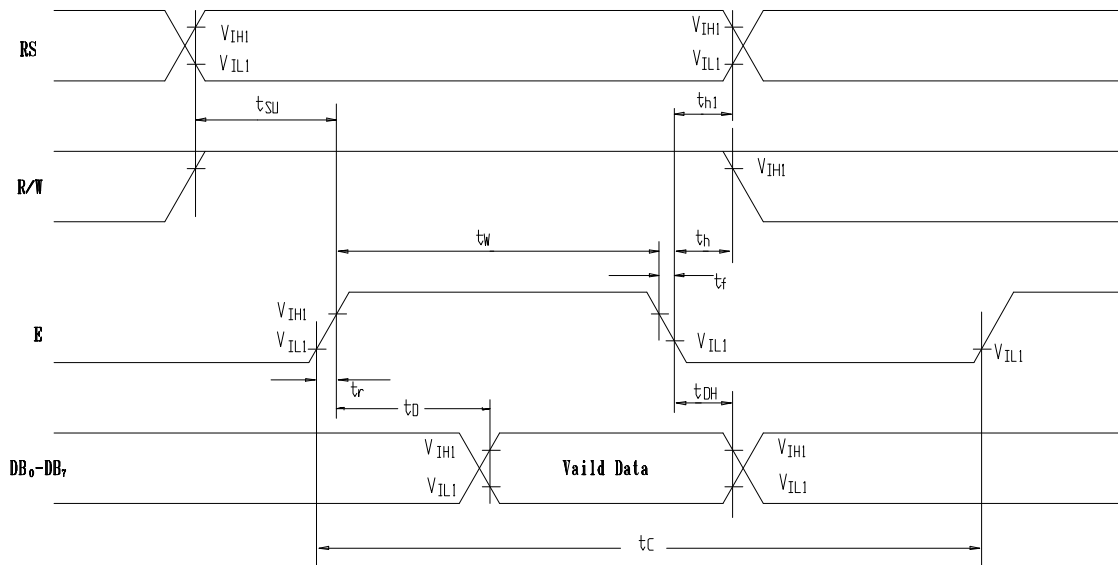 RS
VIH1
VIL1
VIH1
VIL1
tSU
th1
R/W
VIH1
tW
th
tf
E
VIH1
VIL1
VIL1
VIL1
tr
tD
tDH
DB0-DB7
VIH1
VIL1
Vaild Data
VIH1
VIL1
tC